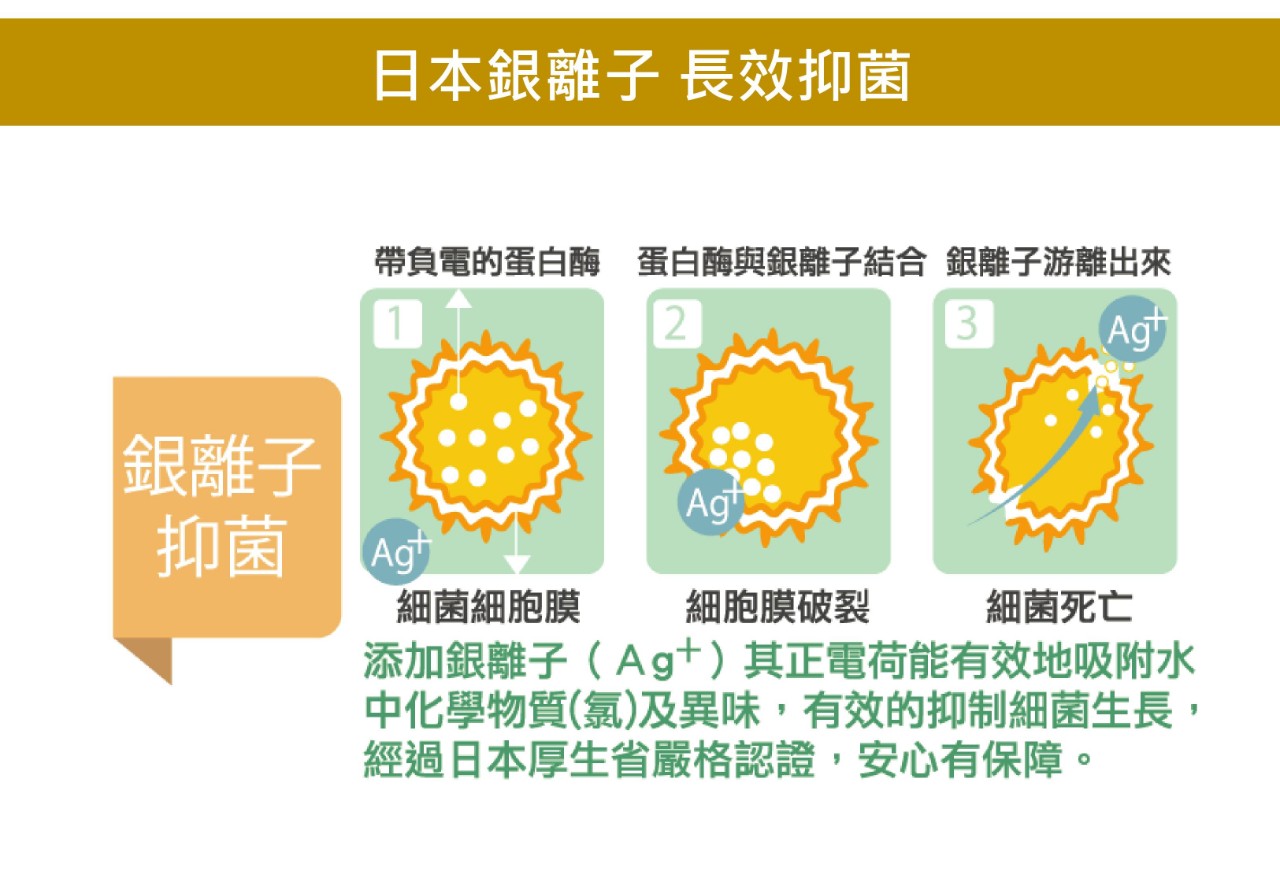 日本銀離子 長效抑菌
銀離子
抑菌
帶負電的蛋白酶
1
Ag+
細菌細胞膜
蛋白酶與銀離子結合
2
Ag+
細胞膜破裂
銀離子游離出來
3
Ag+
細菌死亡
添加銀離子（Ag+）其正電荷能有效地吸附水
中化學物質(氯)及異味，有效的抑制細菌生長，
經過日本厚生省嚴格認證，安心有保障。